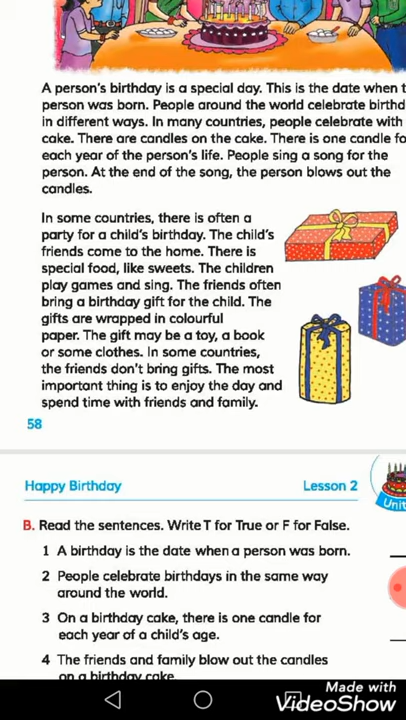 A person's birthday is a special day. This is the date when t
person was born. People around the world celebrate birthd
in different ways. In many countries, people celebrate with
cake. There are candles on the cake. There is one candle fo
each year of the person's life. People sing a song for the
person. At the end of the song, the person blows out the
candles.
In some countries, there is often a
party for a child's birthday. The child's
friends come to the home. There is
special food, like sweets. The children
play games and sing. The friends often
bring a birthday gift for the child. The
gifts are wrapped in colourful
paper. The gift may be a toy, a book
or some clothes. In some countries,
the friends don't bring gifts. The most
important thing is to enjoy the day and
spend time with friends and family.
58
Happy Birthday Lesson 2
Unit
B. Read the sentences. Write T for True or F for False.
1 A birthday is the date when a person was born.
2 People celebrate birthdays in the same way
around the world.
3 On a birthday cake, there is one candle for
each year of a child's age.
4 The friends and family blow out the candles
on a birthday cake.
Made with
VideoShow